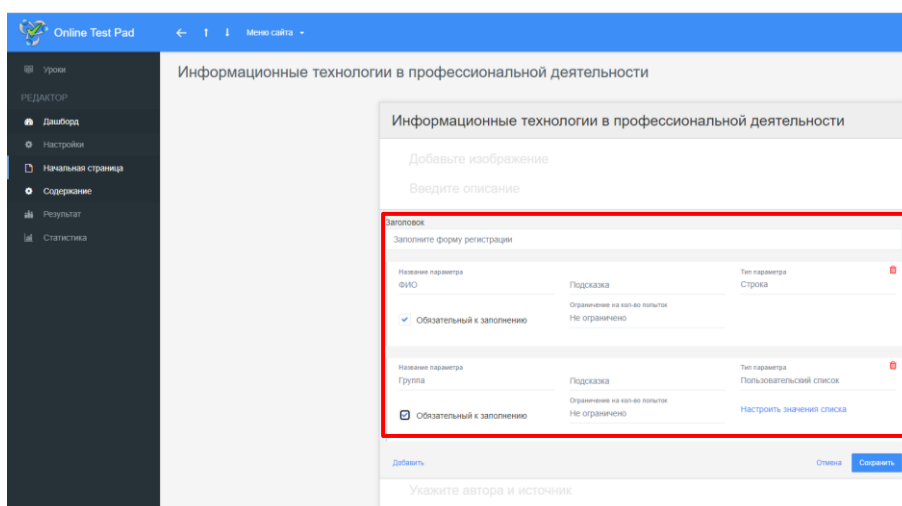 Online Test Pad
Меню сайта
Уроки
РЕДАКТОР
Дашборд
Настройки
Начальная страница
Содержание
Результат
Статистика
Информационные технологии в профессиональной деятельности
Информационные технологии в профессиональной деятельности
Добавьте изображение
Введите описание
Заголовок
Заполните форму регистрации
Название параметра
Тип параметра
ФИО
Подсказка
Строка
Ограничение на кол-во попыток
Обязательный к заполнению
Не ограничено
Название параметра
Тип параметра
Группа
Подсказка
Пользовательский список
Ограничение на кол-во попыток
Обязательный к заполнению
Не ограничено
Настроить значения списка
Добавить
Отмена
Сохранить
Укажите автора и источник